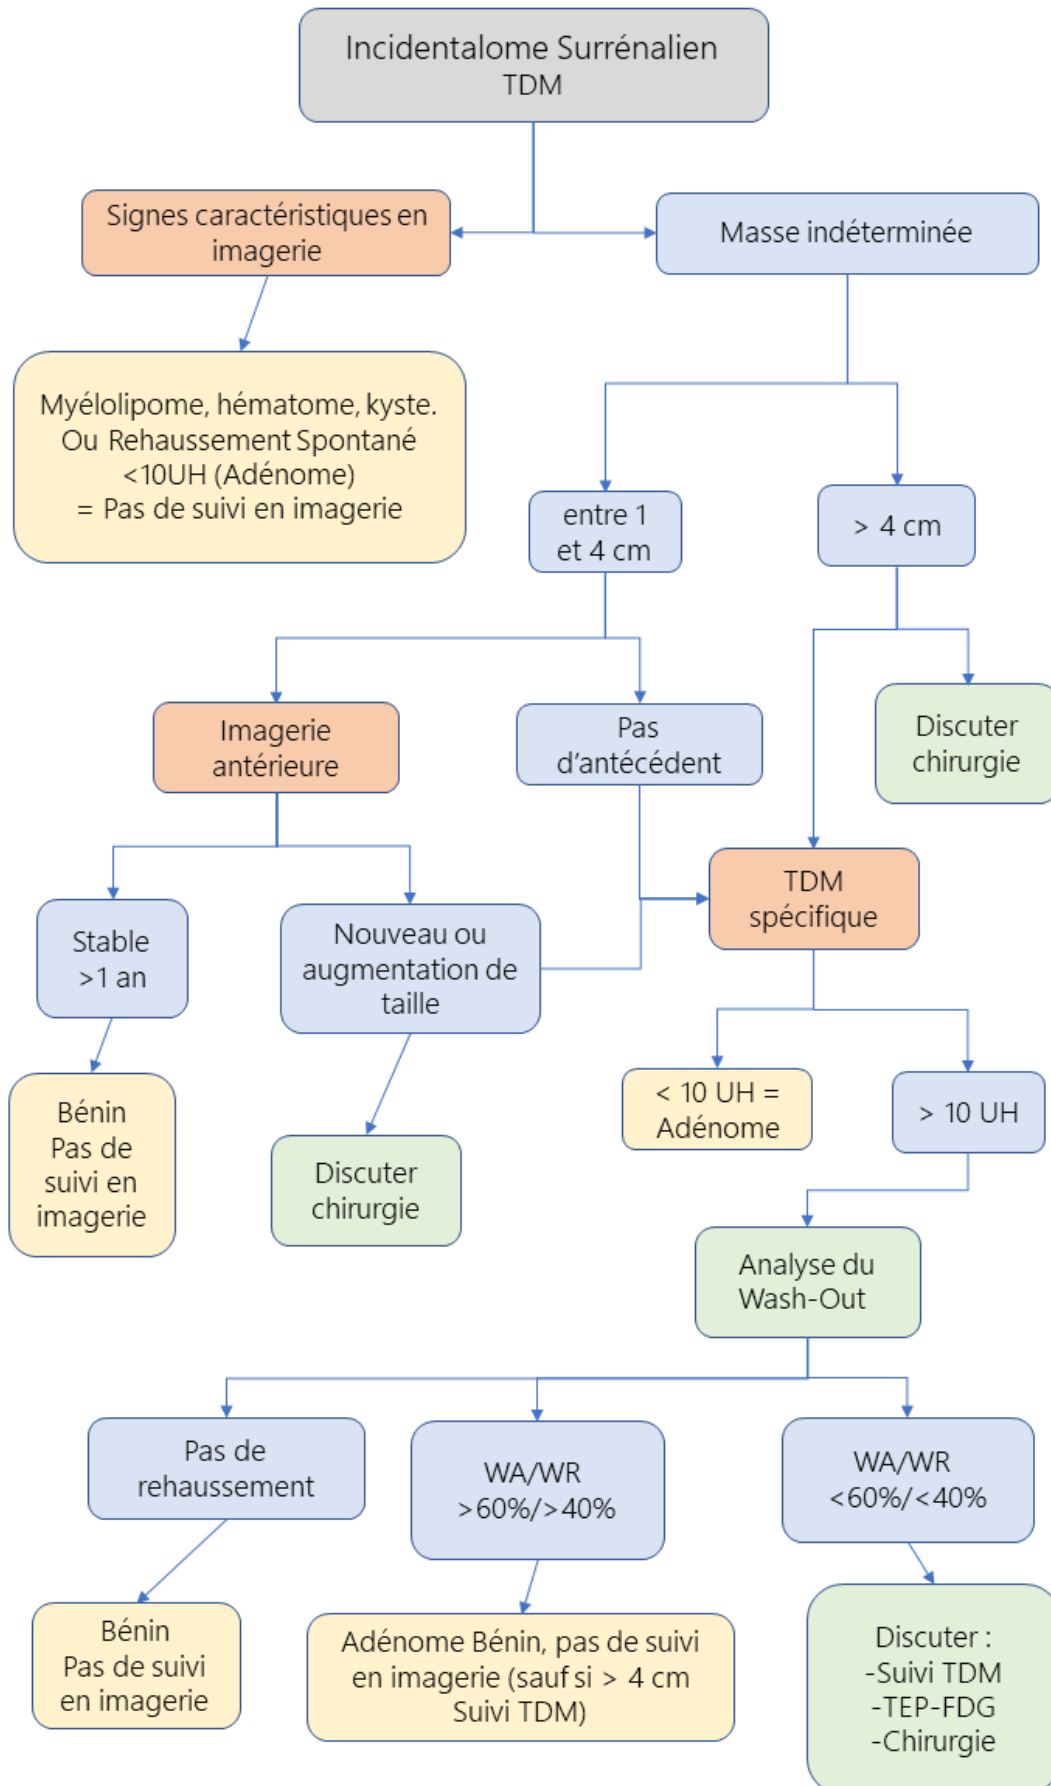 Incidentalome Surrénalien
TDM
Signes caractéristiques en
imagerie
Masse indéterminée
Myélolipome, hématome, kyste.
Ou Rehaussement Spontané
<10UH (Adénome)
= Pas de suivi en imagerie
entre 1
et 4 cm
> 4 cm
Imagerie
antérieure
Pas
d’antécédent
Discuter
chirurgie
TDM
spécifique
Stable
>1 an
Nouveau ou
augmentation de
taille
< 10 UH =
Adénome
> 10 UH
Bénin
Pas de
suivi en
imagerie
Discuter
chirurgie
Analyse du
Wash-Out
Pas de
rehaussement
WA/WR
>60%/>40%
WA/WR
<60%/<40%
Bénin
Pas de suivi
en imagerie
Adénome Bénin, pas de suivi
en imagerie (sauf si > 4 cm
Suivi TDM)
Discuter :
-Suivi TDM
-TEP-FDG
-Chirurgie